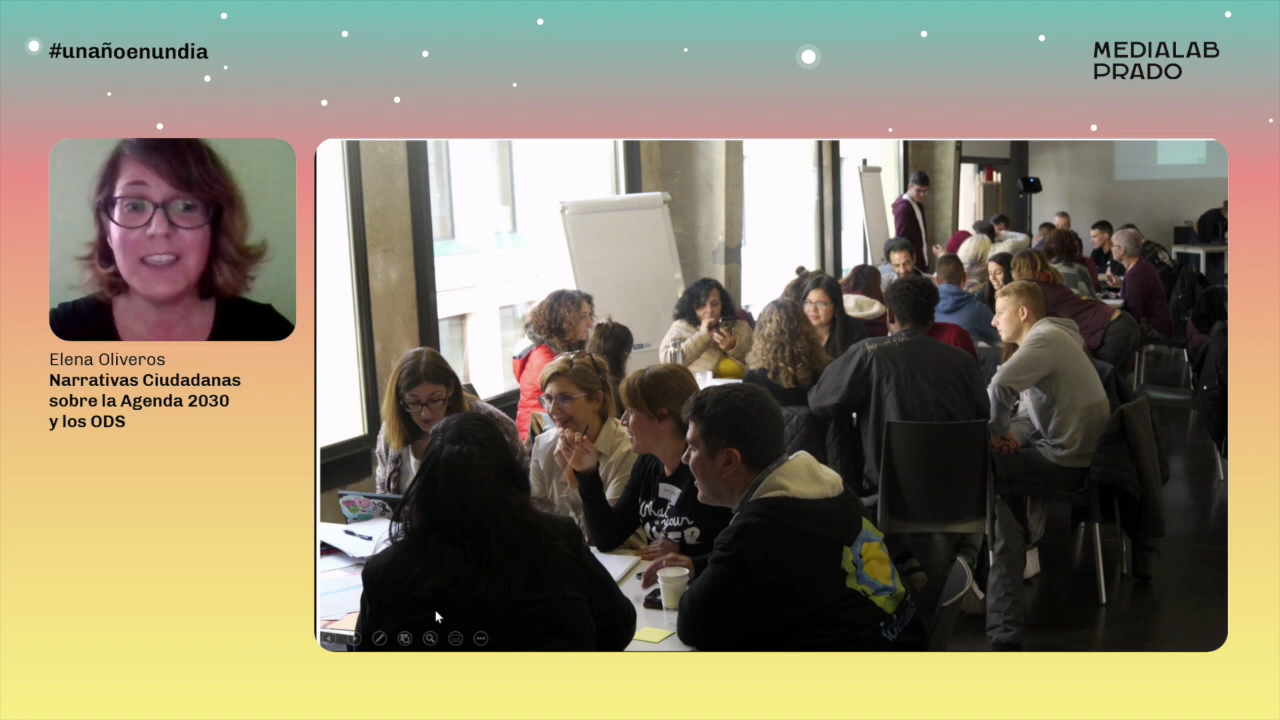 #unañoenundia
MEDIALAB
PRADO
Elena Oliveros
Narrativas Ciudadanas
sobre la Agenda 2030
y los ODS